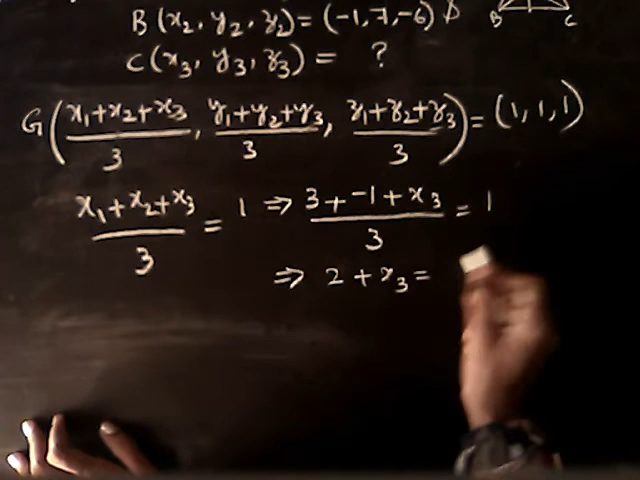 B(x₂, y₂, z₂) = (-1, 7, -6)
B C
C(x₃, y₃, z₃) = ?
G((x₁+x₂+x₃)/3, (y₁+y₂+y₃)/3, (z₁+z₂+z₃)/3) = (1, 1, 1)
(x₁+x₂+x₃)/3 = 1 ⇒ (3+-1+x₃)/3 = 1
⇒ 2+x₃ =